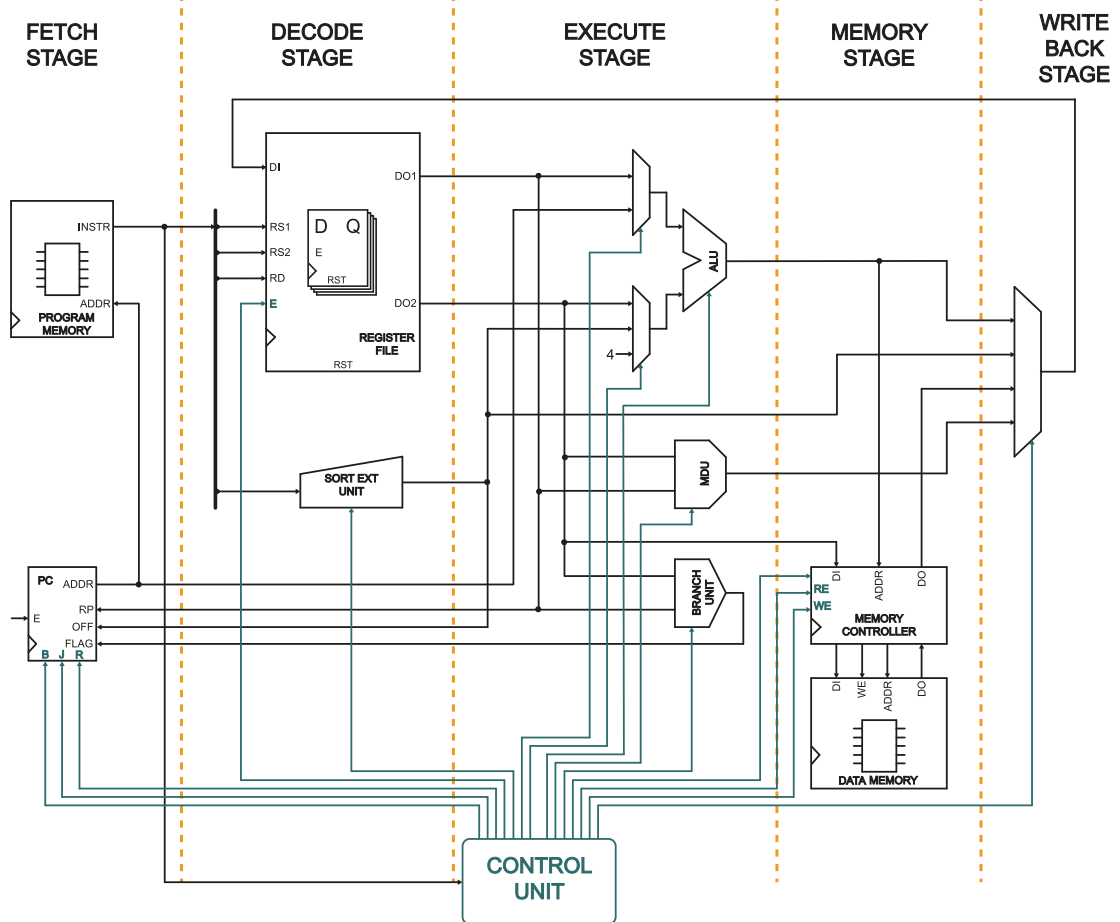 FETCH
STAGE
DECODE
STAGE
EXECUTE
STAGE
MEMORY
STAGE
WRITE
BACK
STAGE
INSTR
ADDR
PROGRAM
MEMORY
DI
RS1
RS2
RD
E
DO1
DO2
D Q
E
RST
REGISTER
FILE
RST
4
ALU
SORT EXT
UNIT
MDU
PC
ADDR
RP
OFF
FLAG
E
B J R
BRANCH
UNIT
DI
ADDR
DO
RE
WE
MEMORY
CONTROLLER
DI
WE
ADDR
DO
DATA MEMORY
CONTROL
UNIT